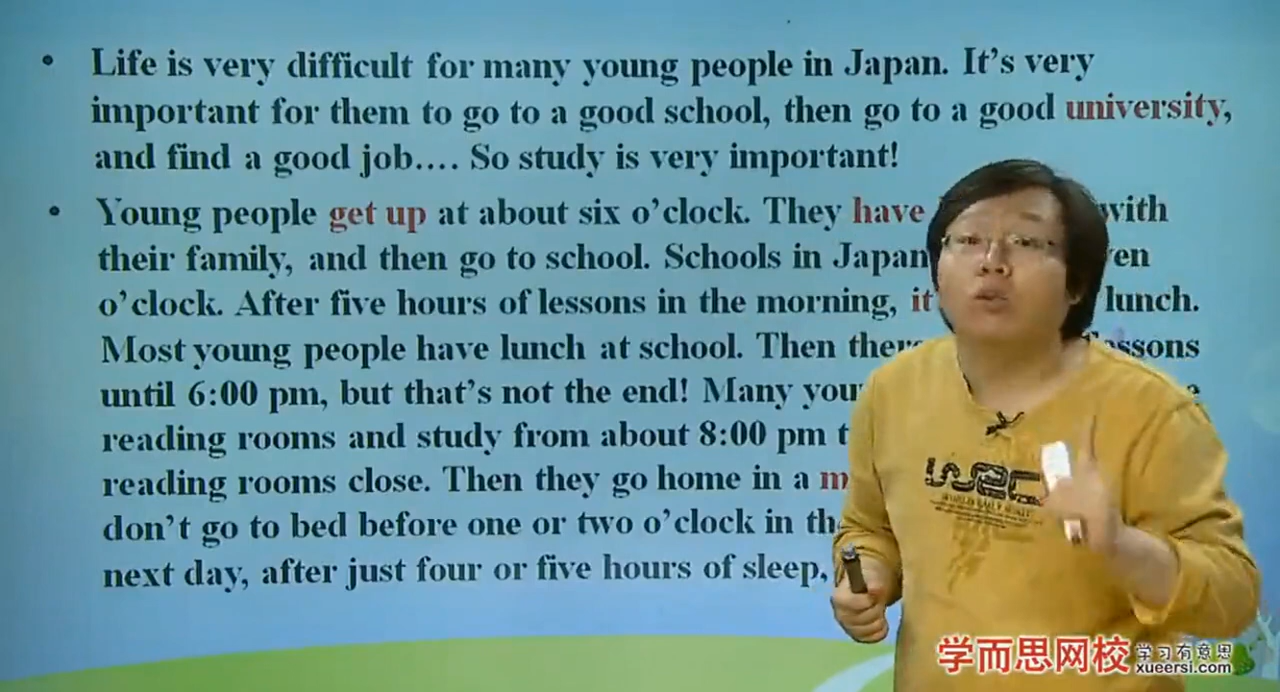 • Life is very difficult for many young people in Japan. It's very
important for them to go to a good school, then go to a good university,
and find a good job.... So study is very important!
• Young people get up at about six o'clock. They have with
their family, and then go to school. Schools in Japan
o'clock. After five hours of lessons in the morning, it lunch.
Most young people have lunch at school. Then
until 6:00 pm, but that's not the end! Many
reading rooms and study from about 8:00 pm
reading rooms close. Then they go home in a
don't go to bed before one or two o'clock in
next day, after just four or five hours of sleep,
WRC
学而思网校 学习有意思
xueersi.com